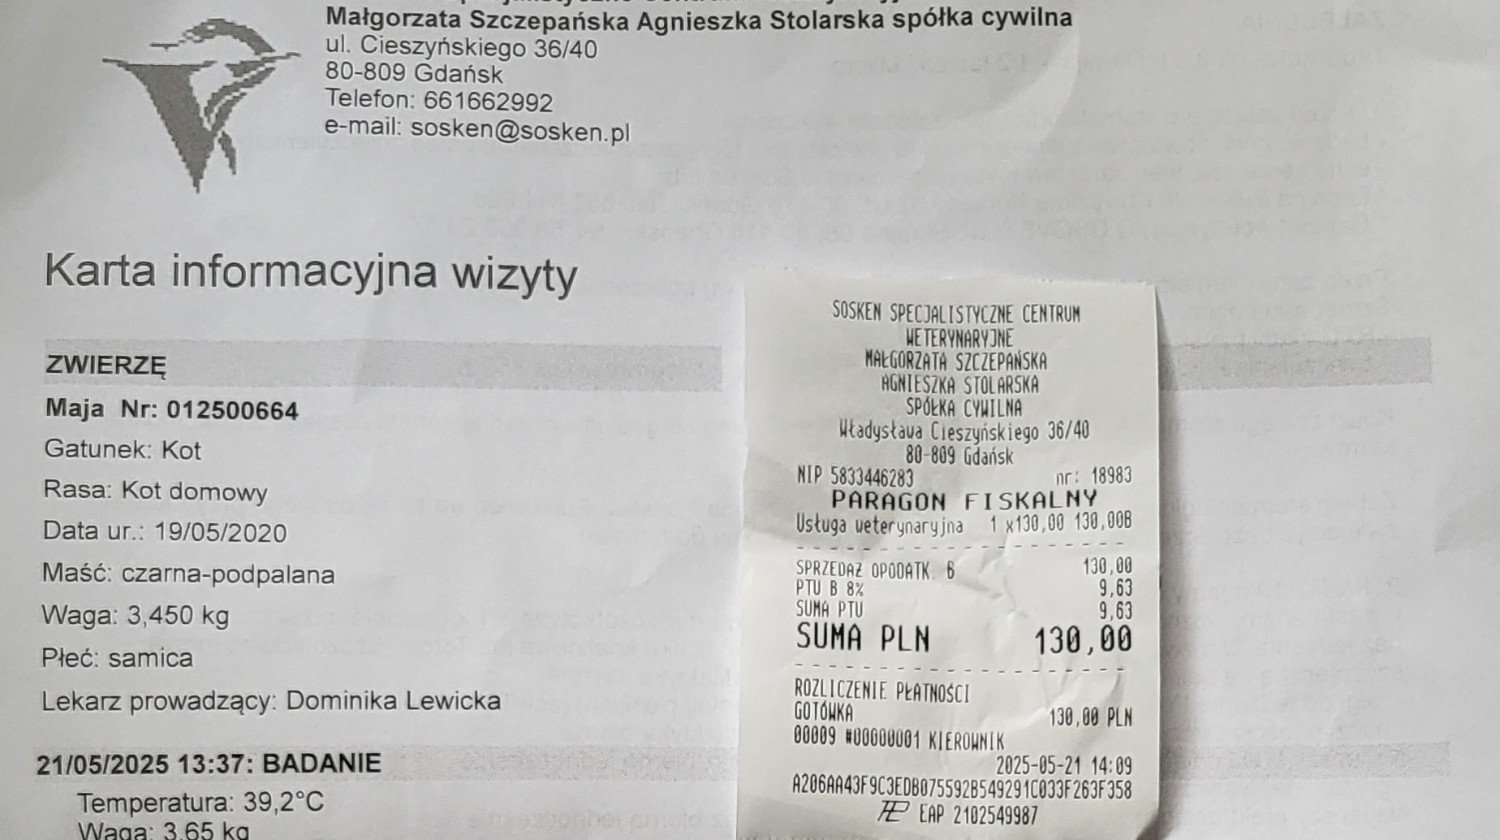 Małgorzata Szczepańska Agnieszka Stolarska spółka cywilna
ul. Cieszyńskiego 36/40
80-809 Gdańsk
Telefon: 661662992
e-mail: sosken@sosken.pl
Karta informacyjna wizyty
ZWIERZĘ
Maja Nr: 012500664
Gatunek: Kot
Rasa: Kot domowy
Data ur.: 19/05/2020
Maść: czarna-podpalana
Waga: 3,450 kg
Płeć: samica
Lekarz prowadzący: Dominika Lewicka
21/05/2025 13:37: BADANIE
Temperatura: 39,2°C
Waga: 3,65 kg
SOSKEN SPECJALISTYCZNE CENTRUM
WETERYNARYJNE
MAŁGORZATA SZCZEPAŃSKA
AGNIESZKA STOLARSKA
SPÓŁKA CYWILNA
Władysława Cieszyńskiego 36/40
80-809 Gdańsk
NIP 5833446283 nr: 18983
PARAGON FISKALNY
Usługa weterynaryjna 1 x130,00 130,00B
SPRZEDAŻ OPODATK. B 130,00
PTU B 8% 9,63
SUMA PTU 9,63
SUMA PLN 130,00
ROZLICZENIE PŁATNOŚCI
GOTÓWKA 130,00 PLN
00009 #00000001 KIEROWNIK
2025-05-21 14:09
A206AA43F9C3EDB075592B549291C033F263F358
EAP 2102549987